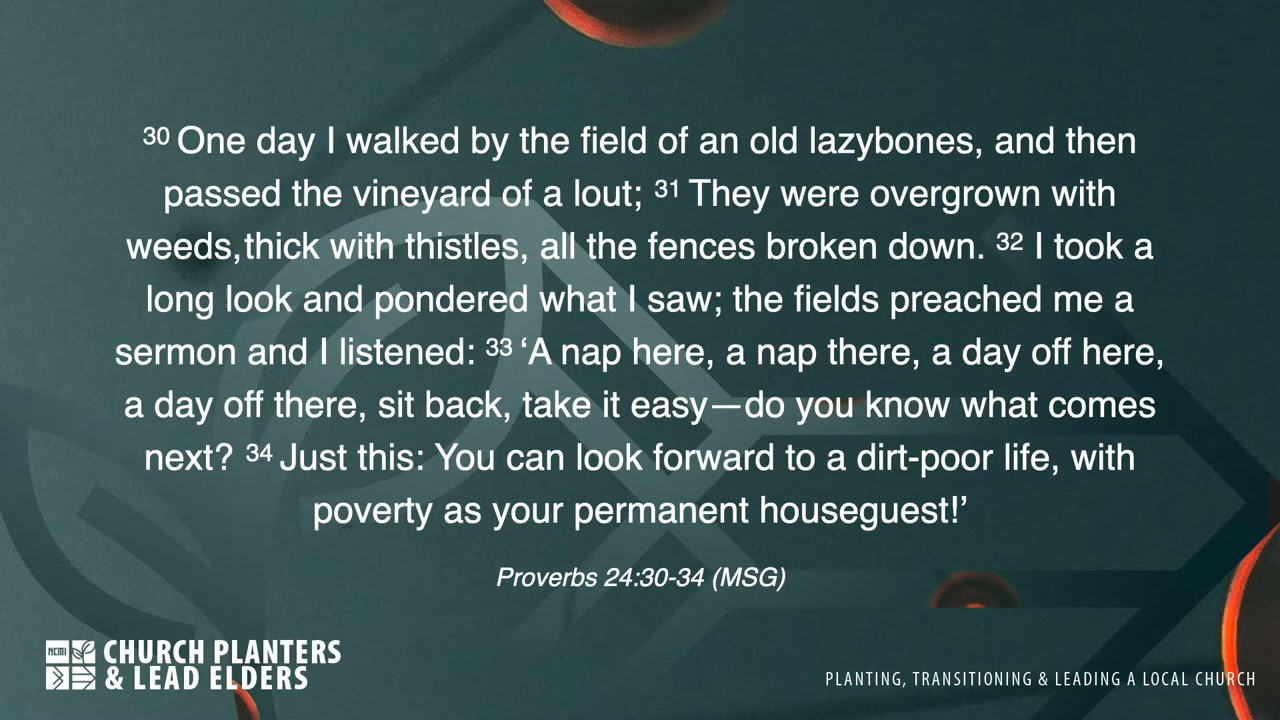 30 One day I walked by the field of an old lazybones, and then
passed the vineyard of a lout; 31 They were overgrown with
weeds,thick with thistles, all the fences broken down. 32 I took a
long look and pondered what I saw; the fields preached me a
sermon and I listened: 33 ‘A nap here, a nap there, a day off here,
a day off there, sit back, take it easy—do you know what comes
next? 34 Just this: You can look forward to a dirt-poor life, with
poverty as your permanent houseguest!’
Proverbs 24:30-34 (MSG)
NCMI
CHURCH PLANTERS
& LEAD ELDERS
PLANTING, TRANSITIONING & LEADING A LOCAL CHURCH